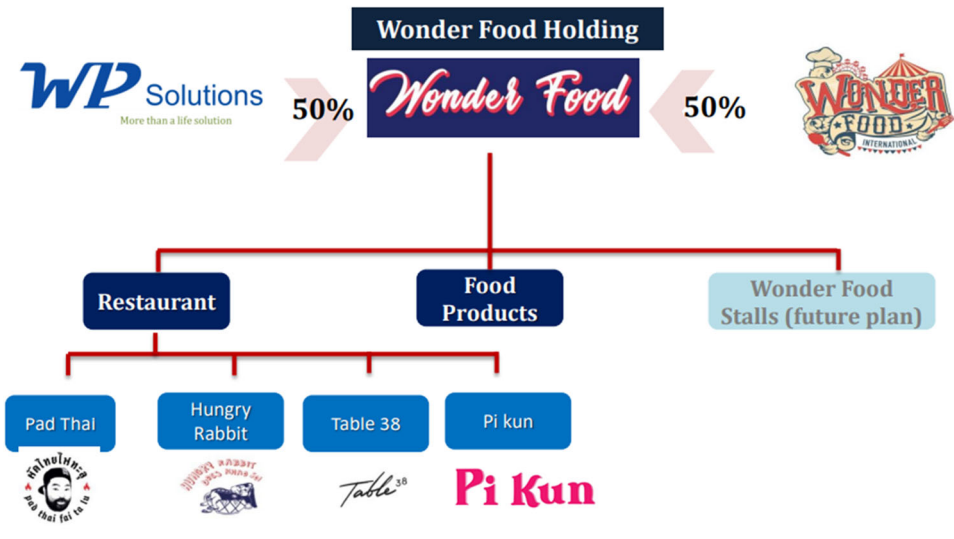 Wonder Food Holding
WP Solutions
More than a life solution
50%
Wonder Food
50%
WONDER
FOOD
INTERNATIONAL
Restaurant
Food
Products
Wonder Food
Stalls (future plan)
Pad Thai
Hungry
Rabbit
Table 38
Pi kun
ผัดไทยไฟทะลุ
pad thai fai ta lu
HUNGRY RABBIT
Table 38
Pi Kun